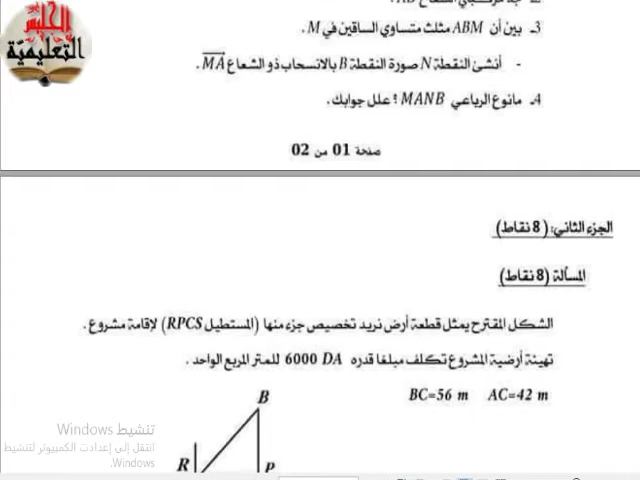 3. بين أن ABM مثلث متساوي الساقين في M.
- أنشئ النقطة N صورة النقطة B بالانسحاب ذو الشعاع MA.
4. مانوع الرباعي MANB ؟ علل جوابك.
صفحة 01 من 02
الجزء الثاني: (8 نقاط)
المسألة (8 نقاط)
الشكل المقترح يمثل قطعة أرض نريد تخصيص جزء منها (المستطيل RPCS) لإقامة مشروع.
تهيئة أرضية المشروع تكلف مبلغا قدره 6000 DA للمتر المربع الواحد.
BC=56 m AC=42 m
B
R
P
تنشيط Windows
انتقل إلى إعدادت الكمبيوتر لتنشيط
Windows.
التعليمية